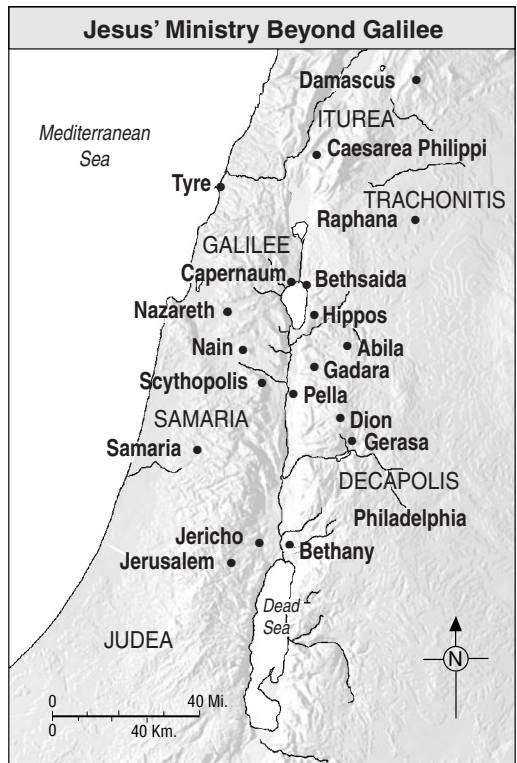 Jesus’ Ministry Beyond Galilee
Damascus
ITUREA
Mediterranean
Sea
Caesarea Philippi
Tyre
TRACHONITIS
Raphana
GALILEE
Capernaum
Bethsaida
Nazareth
Hippos
Nain
Abila
Gadara
Scythopolis
Pella
SAMARIA
Dion
Samaria
Gerasa
DECAPOLIS
Philadelphia
Jericho
Bethany
Jerusalem
Dead
Sea
JUDEA
N
0 40 Mi.
0 40 Km.